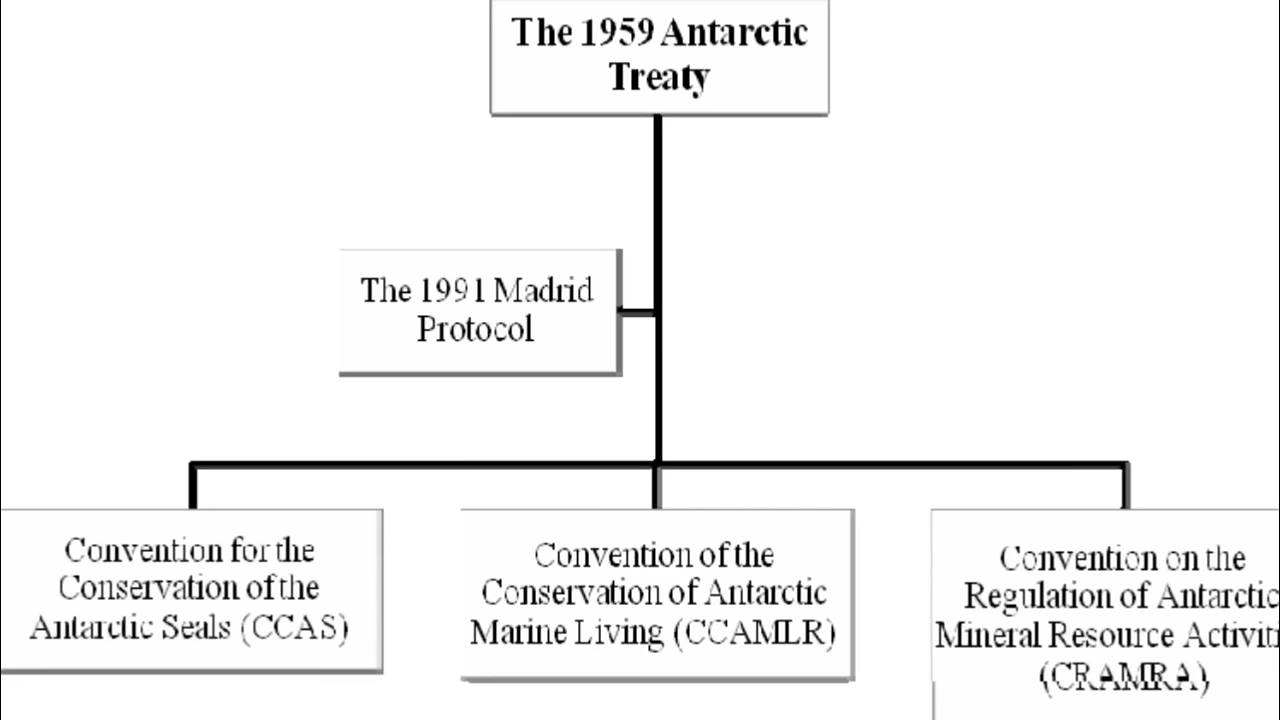 The 1959 Antarctic
Treaty
The 1991 Madrid
Protocol
Convention for the
Conservation of the
Antarctic Seals (CCAS)
Convention of the
Conservation of Antarctic
Marine Living (CCAMLR)
Convention on the
Regulation of Antarctic
Mineral Resource Activiti
(CRAMRA)